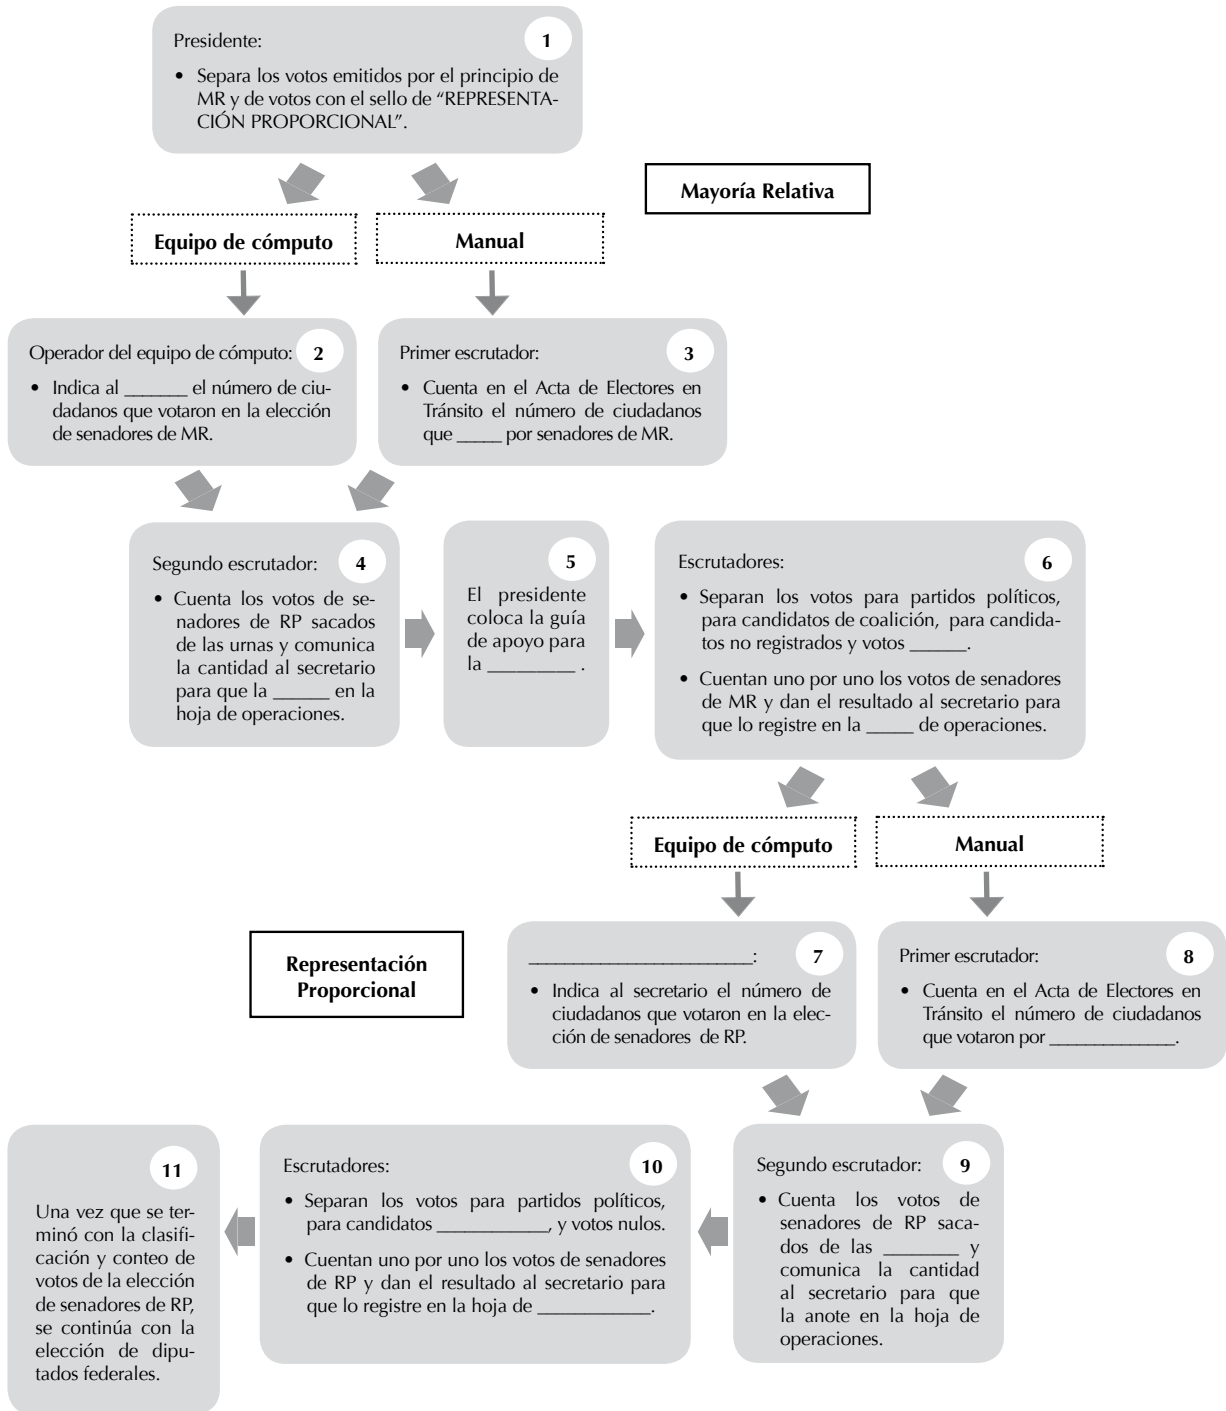 Presidente:
1
• Separa los votos emitidos por el principio de
MR y de votos con el sello de “REPRESENTA-
CIÓN PROPORCIONAL”.
Mayoría Relativa
Equipo de cómputo
Manual
Operador del equipo de cómputo:
2
• Indica al _______ el número de ciu-
dadanos que votaron en la elección
de senadores de MR.
Primer escrutador:
3
• Cuenta en el Acta de Electores en
Tránsito el número de ciudadanos
que _____ por senadores de MR.
Segundo escrutador:
4
• Cuenta los votos de se-
nadores de RP sacados
de las urnas y comunica
la cantidad al secretario
para que la ______ en la
hoja de operaciones.
5
El presidente
coloca la guía
de apoyo para
la _________ .
Escrutadores:
6
• Separan los votos para partidos políticos,
para candidatos de coalición, para candida-
tos no registrados y votos ______.
• Cuentan uno por uno los votos de senadores
de MR y dan el resultado al secretario para
que lo registre en la _____ de operaciones.
Equipo de cómputo
Manual
Representación
Proporcional
_________________________:
7
• Indica al secretario el número de
ciudadanos que votaron en la elec-
ción de senadores de RP.
Primer escrutador:
8
• Cuenta en el Acta de Electores en
Tránsito el número de ciudadanos
que votaron por ______________.
Segundo escrutador:
9
• Cuenta los votos de
senadores de RP saca-
dos de las ________ y
comunica la cantidad
al secretario para que
la anote en la hoja de
operaciones.
Escrutadores:
10
• Separan los votos para partidos políticos,
para candidatos ____________, y votos nulos.
• Cuentan uno por uno los votos de senadores
de RP y dan el resultado al secretario para
que lo registre en la hoja de ____________.
11
Una vez que se ter-
minó con la clasifi-
cación y conteo de
votos de la elección
de senadores de RP,
se continúa con la
elección de dipu-
tados federales.